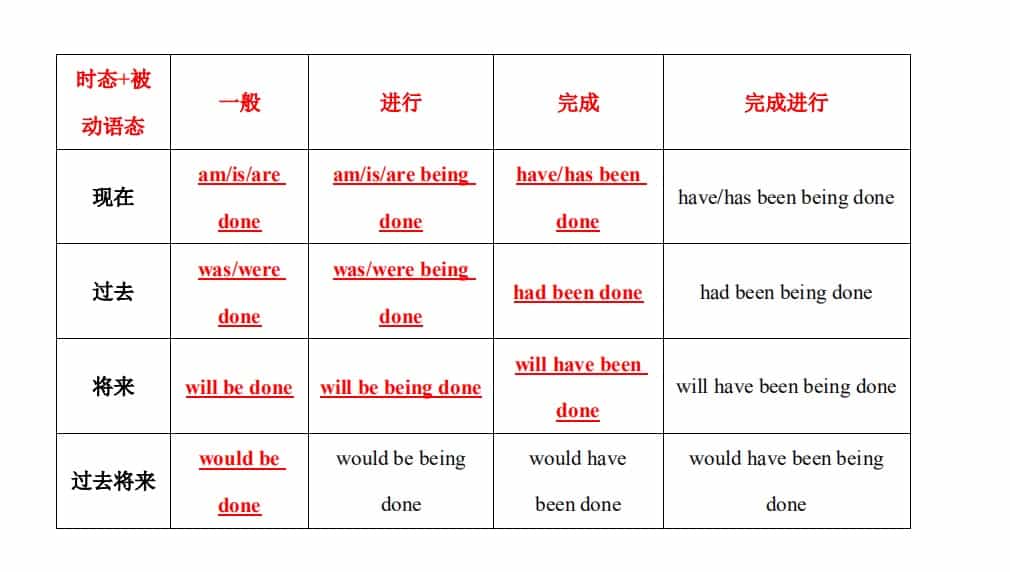 时态+被
动语态
一般
进行
完成
完成进行
现在
am/is/are
done
am/is/are being
done
have/has been
done
have/has been being done
过去
was/were
done
was/were being
done
had been done
had been being done
将来
will be done
will be being done
will have been
done
will have been being done
过去将来
would be
done
would be being
done
would have
been done
would have been being
done